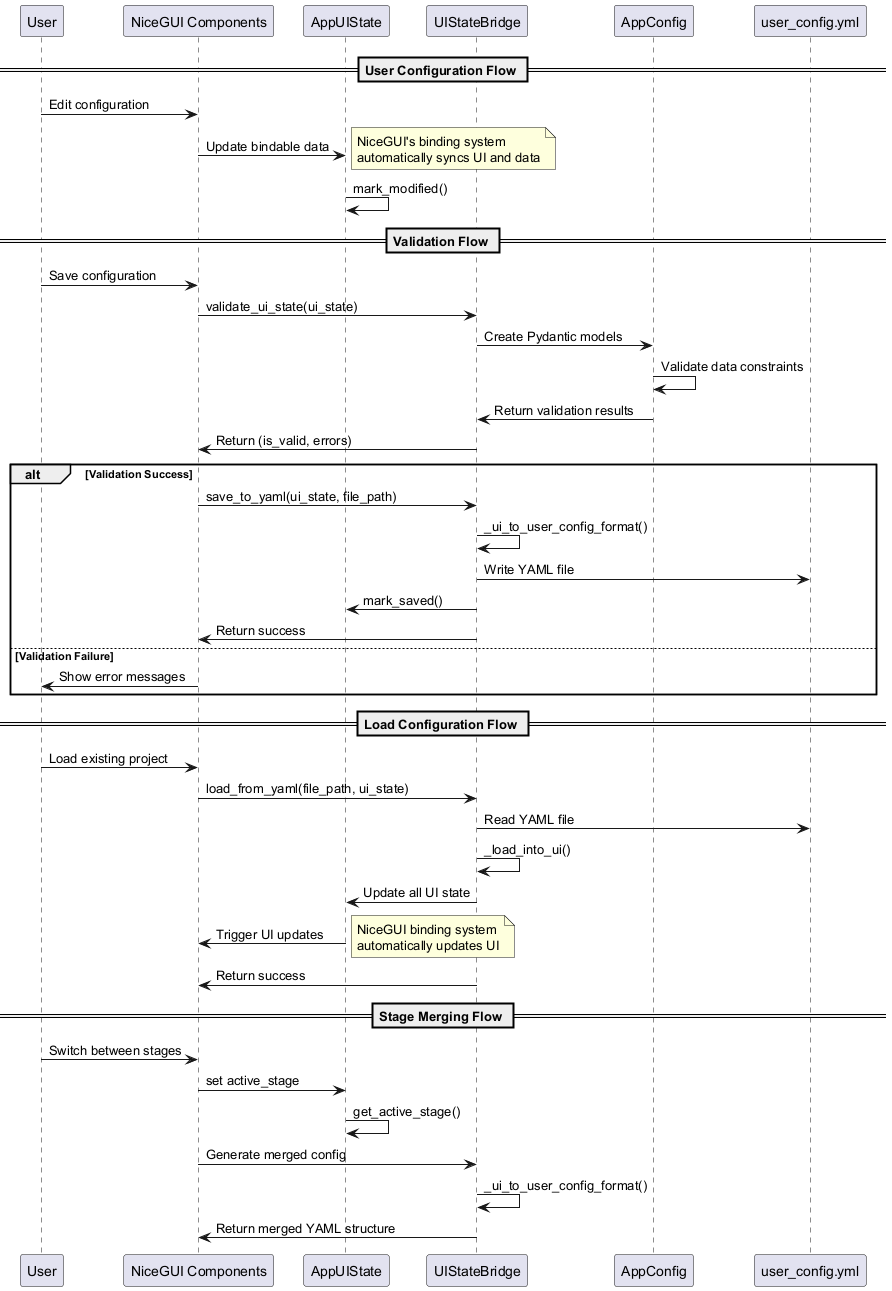 User
NiceGUI Components
AppUIState
UIStateBridge
AppConfig
user_config.yml
User Configuration Flow
Edit configuration
Update bindable data
NiceGUI's binding system
automatically syncs UI and data
mark_modified()
Validation Flow
Save configuration
validate_ui_state(ui_state)
Create Pydantic models
Validate data constraints
Return validation results
Return (is_valid, errors)
alt
[Validation Success]
save_to_yaml(ui_state, file_path)
_ui_to_user_config_format()
Write YAML file
mark_saved()
Return success
[Validation Failure]
Show error messages
Load Configuration Flow
Load existing project
load_from_yaml(file_path, ui_state)
Read YAML file
_load_into_ui()
Update all UI state
Trigger UI updates
NiceGUI binding system
automatically updates UI
Return success
Stage Merging Flow
Switch between stages
set active_stage
get_active_stage()
Generate merged config
_ui_to_user_config_format()
Return merged YAML structure
User
NiceGUI Components
AppUIState
UIStateBridge
AppConfig
user_config.yml